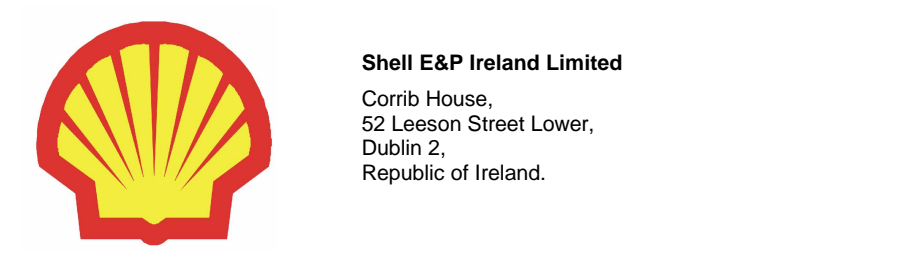 Shell E&P Ireland Limited
Corrib House,
52 Leeson Street Lower,
Dublin 2,
Republic of Ireland.